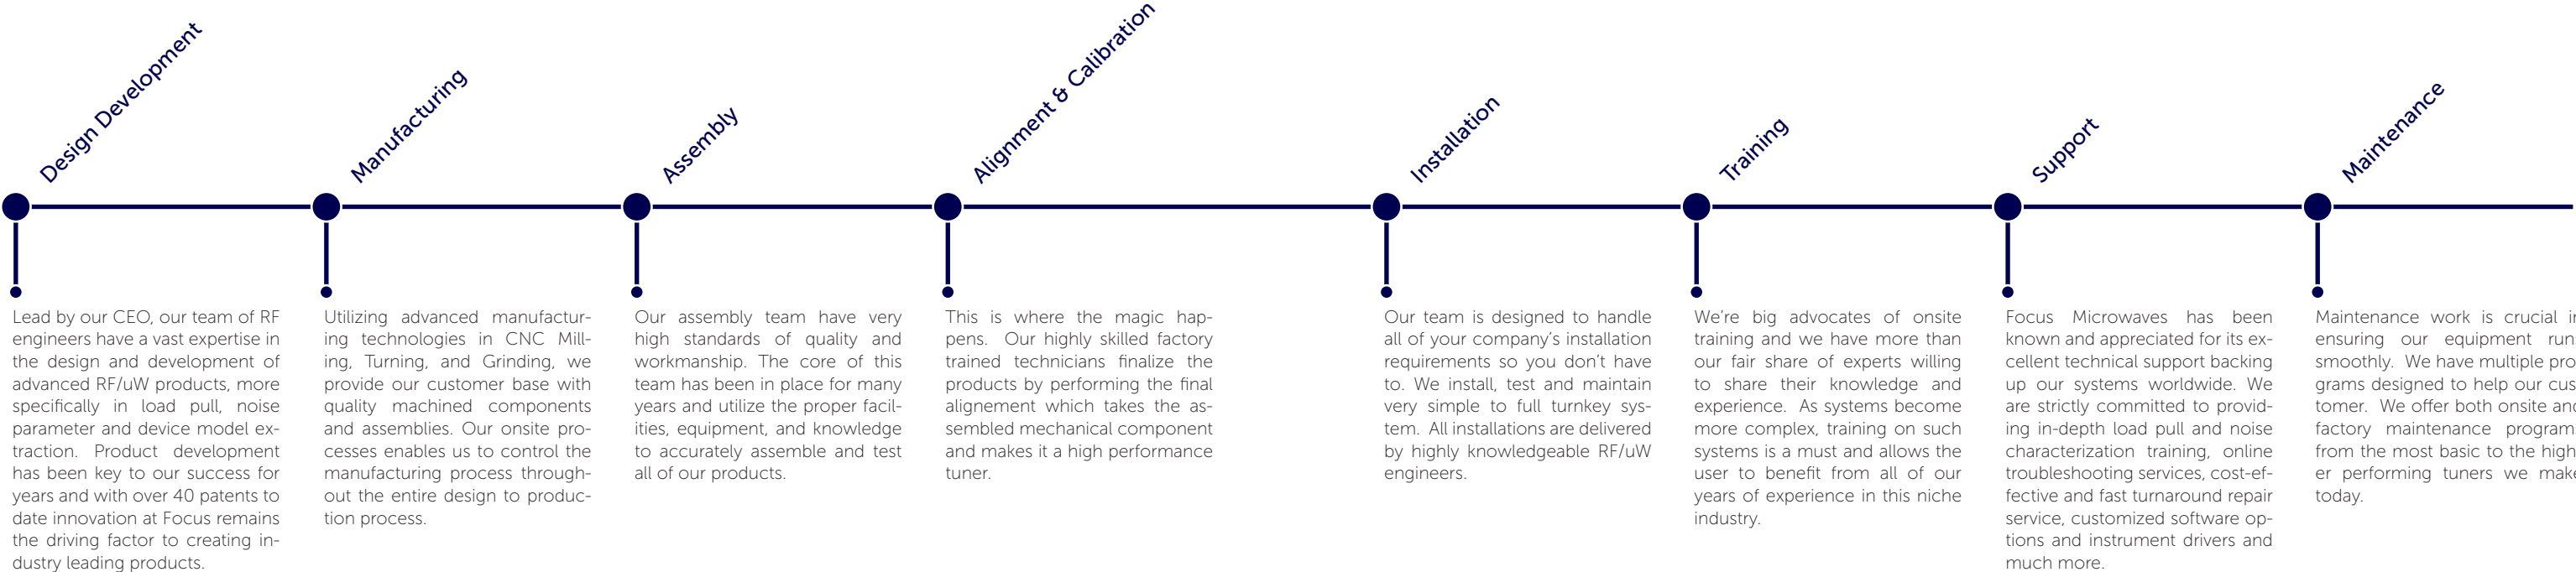 Design Development
Lead by our CEO, our team of RF
engineers have a vast expertise in
the design and development of
advanced RF/uW products, more
specifically in load pull, noise
parameter and device model ex-
traction. Product development
has been key to our success for
years and with over 40 patents to
date innovation at Focus remains
the driving factor to creating in-
dustry leading products.
Manufacturing
Utilizing advanced manufactur-
ing technologies in CNC Mill-
ing, Turning, and Grinding, we
provide our customer base with
quality machined components
and assemblies. Our onsite pro-
cesses enables us to control the
manufacturing process through-
out the entire design to produc-
tion process.
Assembly
Our assembly team have very
high standards of quality and
workmanship. The core of this
team has been in place for many
years and utilize the proper facil-
ities, equipment, and knowledge
to accurately assemble and test
all of our products.
Alignment & Calibration
This is where the magic hap-
pens. Our highly skilled factory
trained technicians finalize the
products by performing the final
alignement which takes the as-
sembled mechanical component
and makes it a high performance
tuner.
Installation
Our team is designed to handle
all of your company's installation
requirements so you don't have
to. We install, test and maintain
very simple to full turnkey sys-
tem. All installations are delivered
by highly knowledgeable RF/uW
engineers.
Training
We're big advocates of onsite
training and we have more than
our fair share of experts willing
to share their knowledge and
experience. As systems become
more complex, training on such
systems is a must and allows the
user to benefit from all of our
years of experience in this niche
industry.
Support
Focus Microwaves has been
known and appreciated for its ex-
cellent technical support backing
up our systems worldwide. We
are strictly committed to provid-
ing in-depth load pull and noise
characterization training, online
troubleshooting services, cost-ef-
fective and fast turnaround repair
service, customized software op-
tions and instrument drivers and
much more.
Maintenance
Maintenance work is crucial in
ensuring our equipment run
smoothly. We have multiple pro
grams designed to help our cus
tomer. We offer both onsite and
factory maintenance program
from the most basic to the high
er performing tuners we make
today.